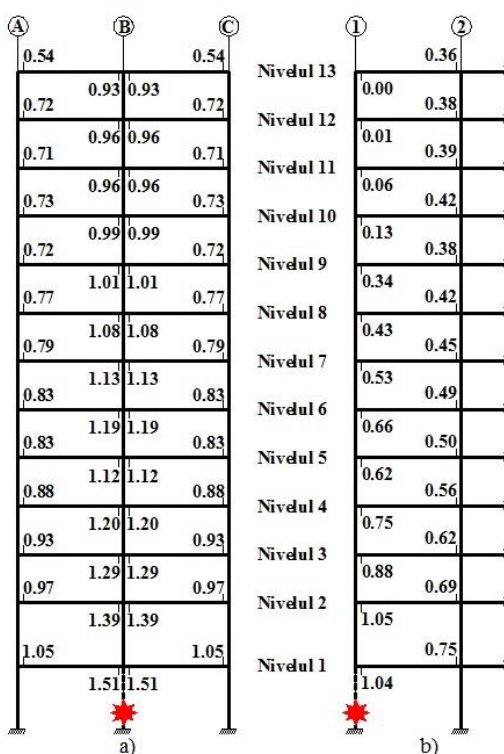 A B C 1 2
0.54 0.54 Nivelul 13 0.36
0.93 0.93 0.00
0.72 0.72 Nivelul 12 0.38
0.96 0.96 0.01
0.71 0.71 Nivelul 11 0.39
0.96 0.96 0.06
0.73 0.73 Nivelul 10 0.42
0.99 0.99 0.13
0.72 0.72 Nivelul 9 0.38
1.01 1.01 0.34
0.77 0.77 Nivelul 8 0.42
1.08 1.08 0.43
0.79 0.79 Nivelul 7 0.45
1.13 1.13 0.53
0.83 0.83 Nivelul 6 0.49
1.19 1.19 0.66
0.83 0.83 Nivelul 5 0.50
1.12 1.12 0.62
0.88 0.88 Nivelul 4 0.56
1.20 1.20 0.75
0.93 0.93 Nivelul 3 0.62
1.29 1.29 0.88
0.97 0.97 Nivelul 2 0.69
1.39 1.39 1.05
1.05 1.05 Nivelul 1 0.75
1.51 1.51 1.04
a) b)